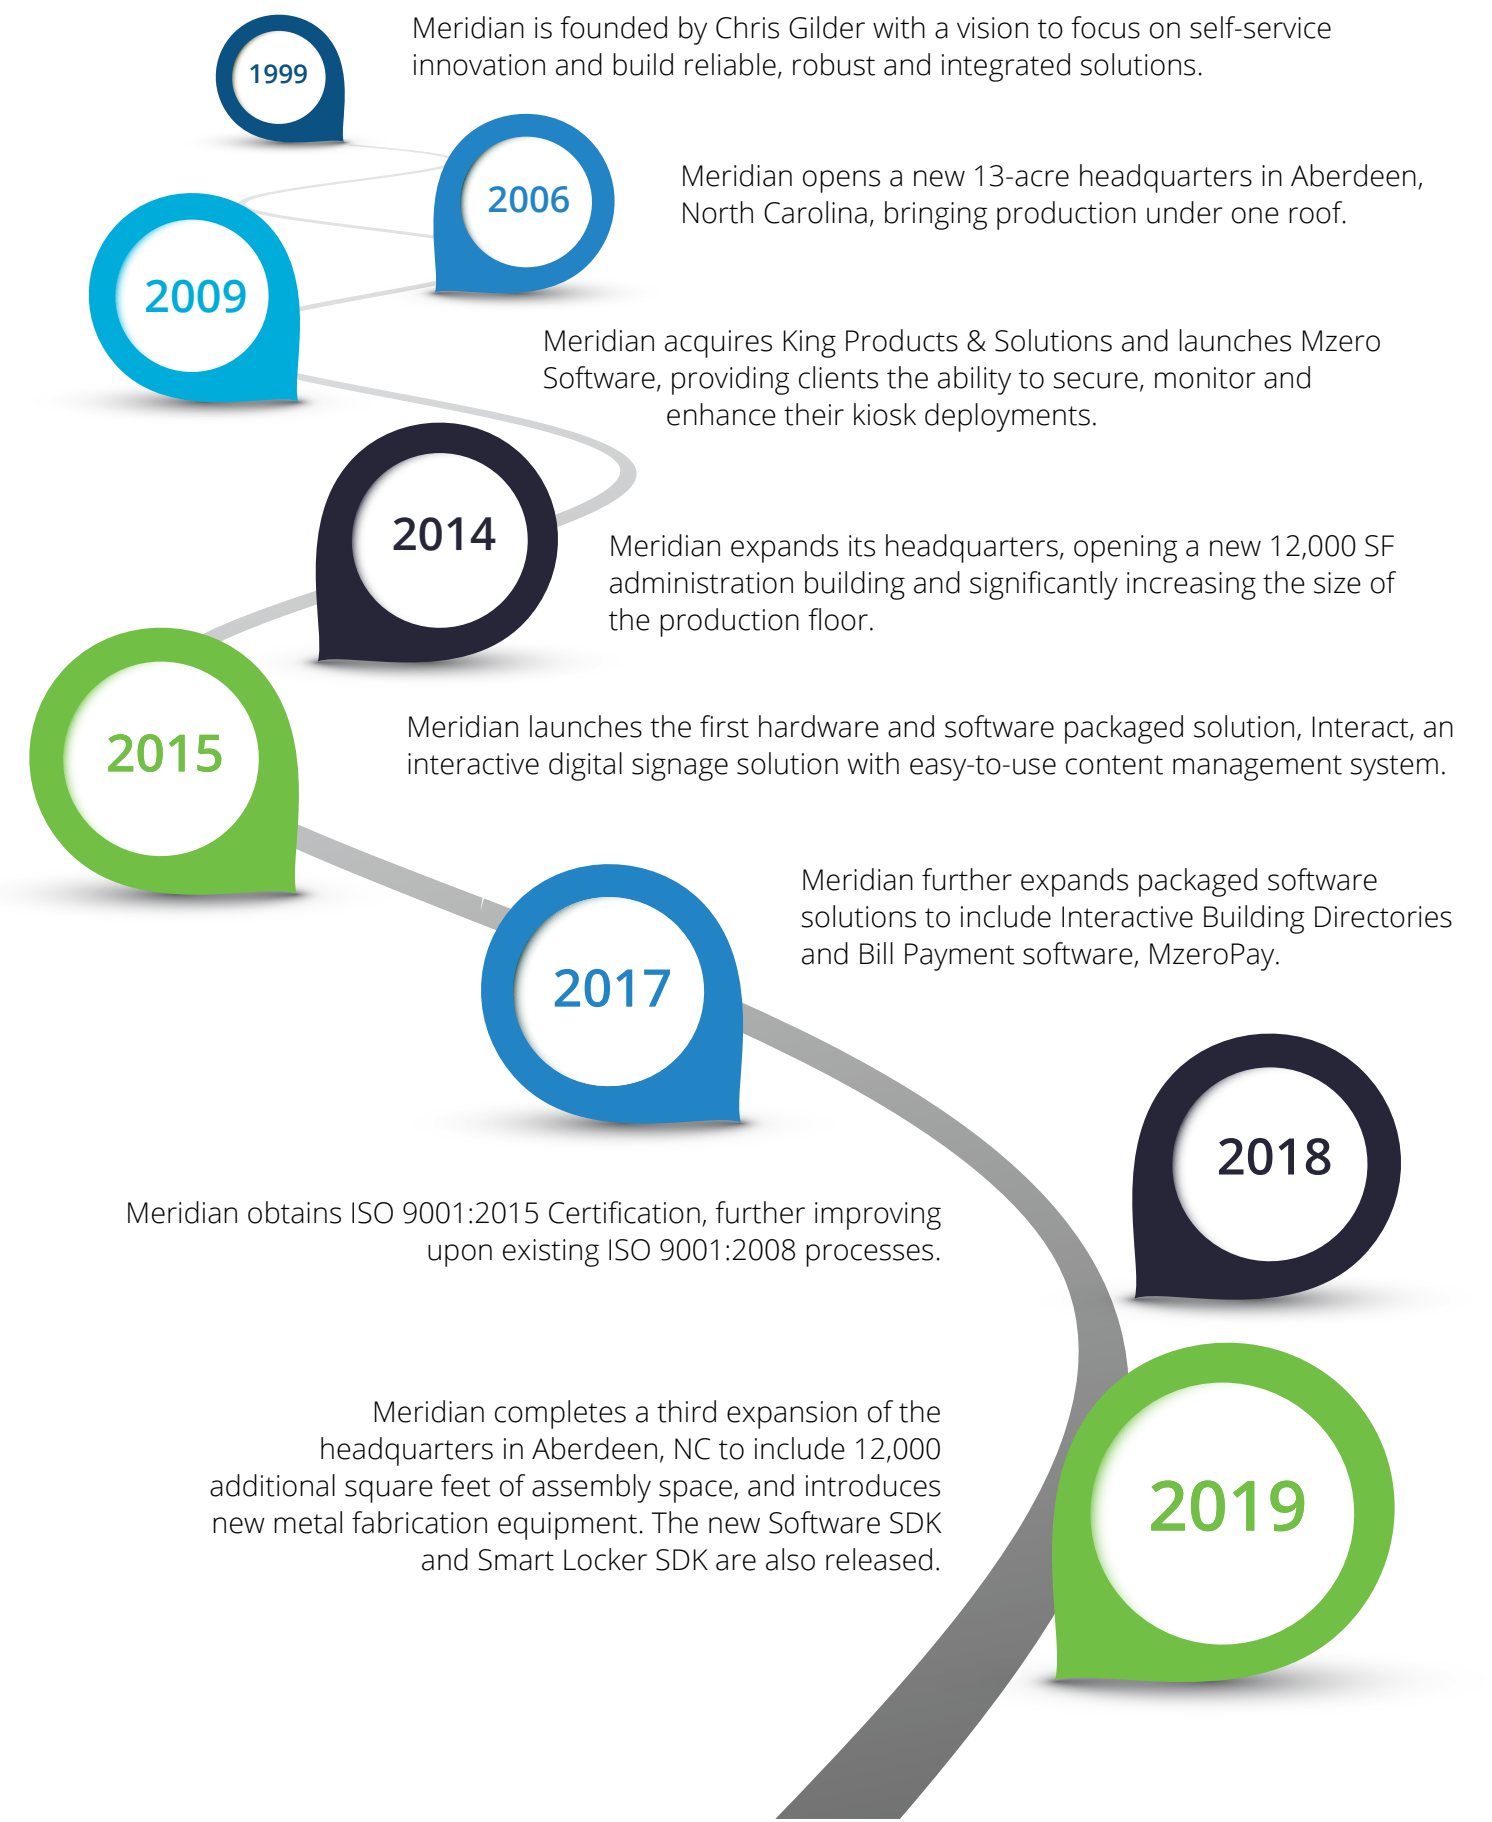 1999
Meridian is founded by Chris Gilder with a vision to focus on self-service
innovation and build reliable, robust and integrated solutions.
2006
Meridian opens a new 13-acre headquarters in Aberdeen,
North Carolina, bringing production under one roof.
2009
Meridian acquires King Products & Solutions and launches Mzero
Software, providing clients the ability to secure, monitor and
enhance their kiosk deployments.
2014
Meridian expands its headquarters, opening a new 12,000 SF
administration building and significantly increasing the size of
the production floor.
2015
Meridian launches the first hardware and software packaged solution, Interact, an
interactive digital signage solution with easy-to-use content management system.
2017
Meridian further expands packaged software
solutions to include Interactive Building Directories
and Bill Payment software, MzeroPay.
2018
Meridian obtains ISO 9001:2015 Certification, further improving
upon existing ISO 9001:2008 processes.
2019
Meridian completes a third expansion of the
headquarters in Aberdeen, NC to include 12,000
additional square feet of assembly space, and introduces
new metal fabrication equipment. The new Software SDK
and Smart Locker SDK are also released.